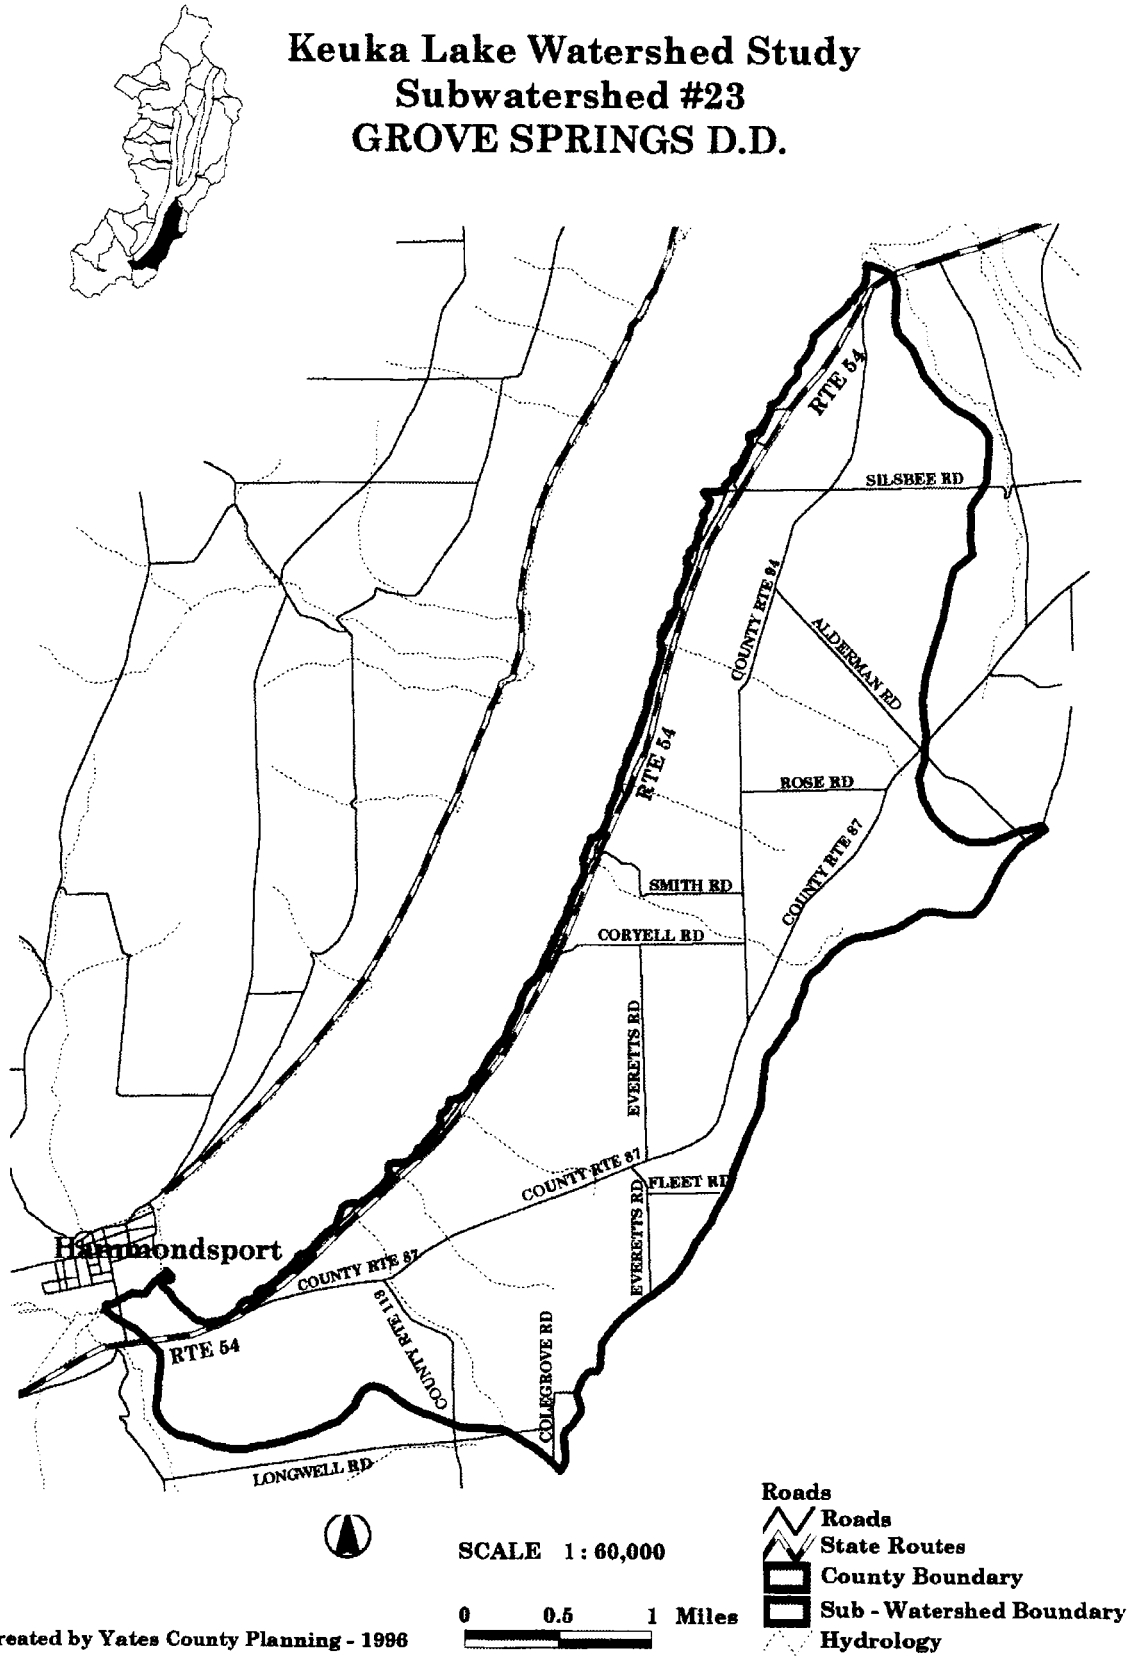 Keuka Lake Watershed Study
Subwatershed #23
GROVE SPRINGS D.D.
RTE 54
SILSBEE RD
COUNTY RTE 94
ALDERMAN RD
RTE 54
ROSE RD
COUNTY RTE 87
SMITH RD
CORYELL RD
EVERETTS RD
COUNTY RTE 87
FLEET RD
EVERETTS RD
Hammondsport
COUNTY RTE 87
COUNTY RTE 113
RTE 54
COLEGROVE RD
LONGWELL RD
Roads
Roads
State Routes
County Boundary
Sub - Watershed Boundary
Hydrology
SCALE 1 : 60,000
0 0.5 1 Miles
reated by Yates County Planning - 1996